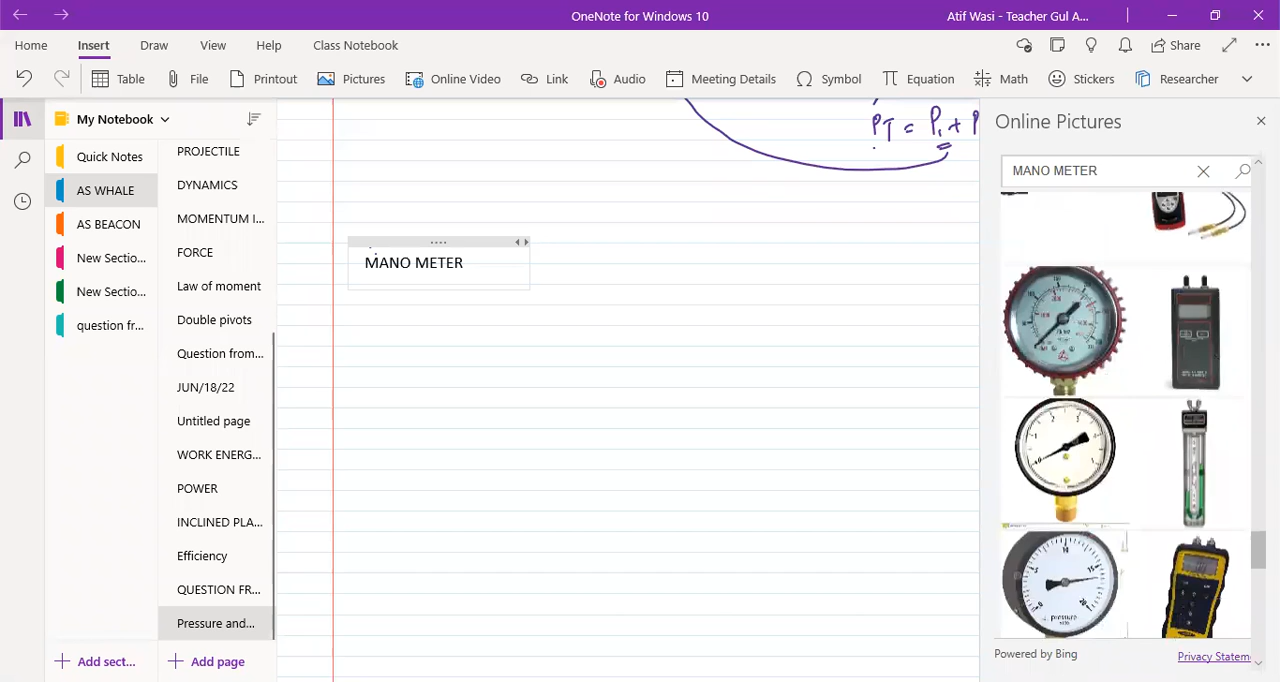 OneNote for Windows 10
Atif Wasi - Teacher Gul A...
Home
Insert
Draw
View
Help
Class Notebook
Share
Table
File
Printout
Pictures
Online Video
Link
Audio
Meeting Details
Symbol
Equation
Math
Stickers
Researcher
My Notebook
Quick Notes
AS WHALE
AS BEACON
New Sectio...
New Sectio...
question fr...
Add sect...
PROJECTILE
DYNAMICS
MOMENTUM I...
FORCE
Law of moment
Double pivots
Question from...
JUN/18/22
Untitled page
WORK ENERG...
POWER
INCLINED PLA...
Efficiency
QUESTION FR...
Pressure and...
Add page
PT = P1 + P
MANO METER
Online Pictures
MANO METER
Powered by Bing
Privacy Statem